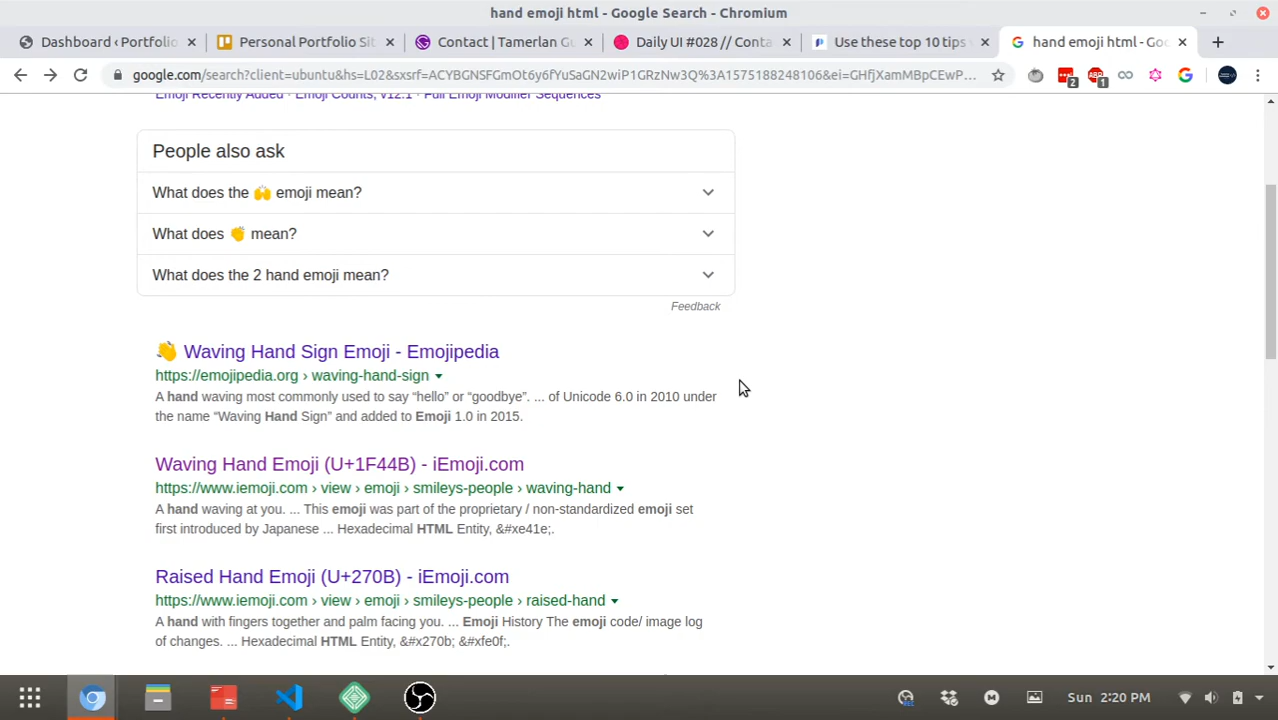 hand emoji html - Google Search - Chromium
Dashboard ‹ Portfolio
Personal Portfolio Sit
Contact | Tamerlan Gu
Daily UI #028 // Conta
Use these top 10 tips
hand emoji html - Goo
google.com/search?client=ubuntu&hs=L02&sxsrf=ACYBGNSFGmOt6y6fYuSaGN2wiP1GRzNw3Q%3A1575188248106&ei=GHfjXamMBpCEwP...
2
ABP
1
Emoji Recently Added · Emoji Counts, v12.1 · Full Emoji Modifier Sequences
People also ask
What does the 🙌 emoji mean?
What does 👏 mean?
What does the 2 hand emoji mean?
Feedback
👋 Waving Hand Sign Emoji - Emojipedia
https://emojipedia.org › waving-hand-sign
A hand waving most commonly used to say “hello” or “goodbye”. ... of Unicode 6.0 in 2010 under
the name “Waving Hand Sign” and added to Emoji 1.0 in 2015.
Waving Hand Emoji (U+1F44B) - iEmoji.com
https://www.iemoji.com › view › emoji › smileys-people › waving-hand
A hand waving at you. ... This emoji was part of the proprietary / non-standardized emoji set
first introduced by Japanese ... Hexadecimal HTML Entity, &#xe41e;.
Raised Hand Emoji (U+270B) - iEmoji.com
https://www.iemoji.com › view › emoji › smileys-people › raised-hand
A hand with fingers together and palm facing you. ... Emoji History The emoji code/ image log
of changes. ... Hexadecimal HTML Entity, &#x270b; &#xfe0f;.
Sun 2:20 PM